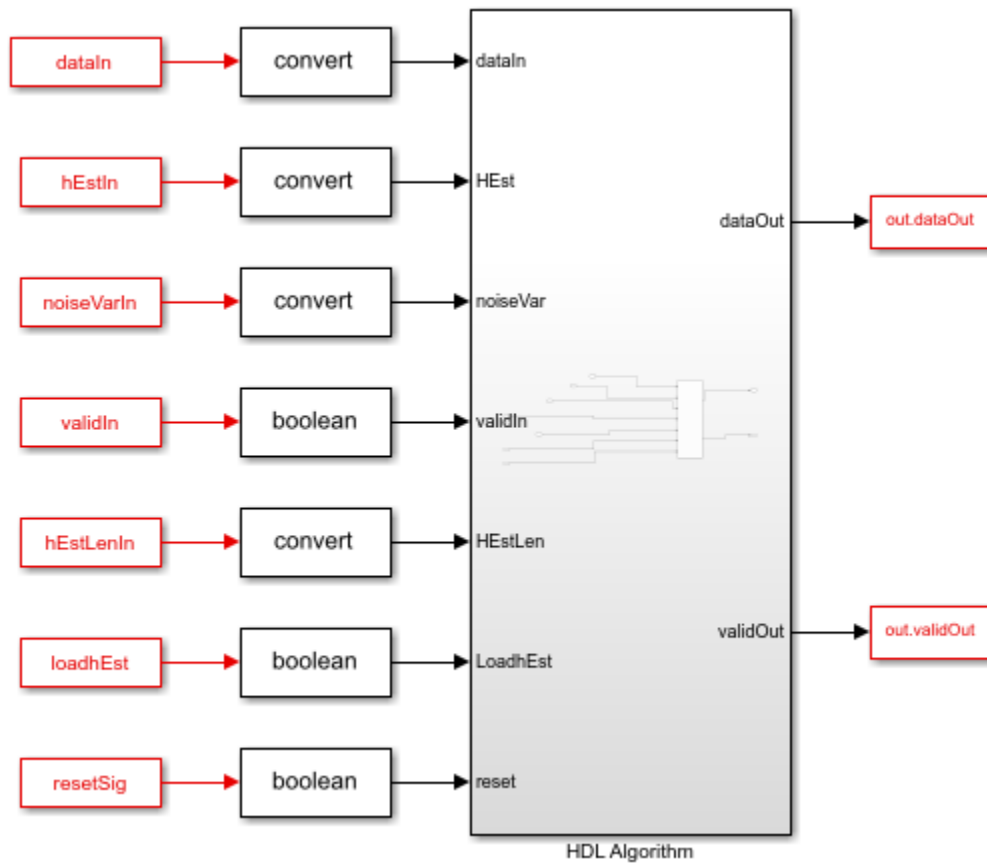 dataIn
convert
dataIn
hEstIn
convert
HEst
dataOut
out.dataOut
noiseVarIn
convert
noiseVar
validIn
boolean
validIn
hEstLenIn
convert
HEstLen
validOut
out.validOut
loadhEst
boolean
LoadhEst
resetSig
boolean
reset
HDL Algorithm